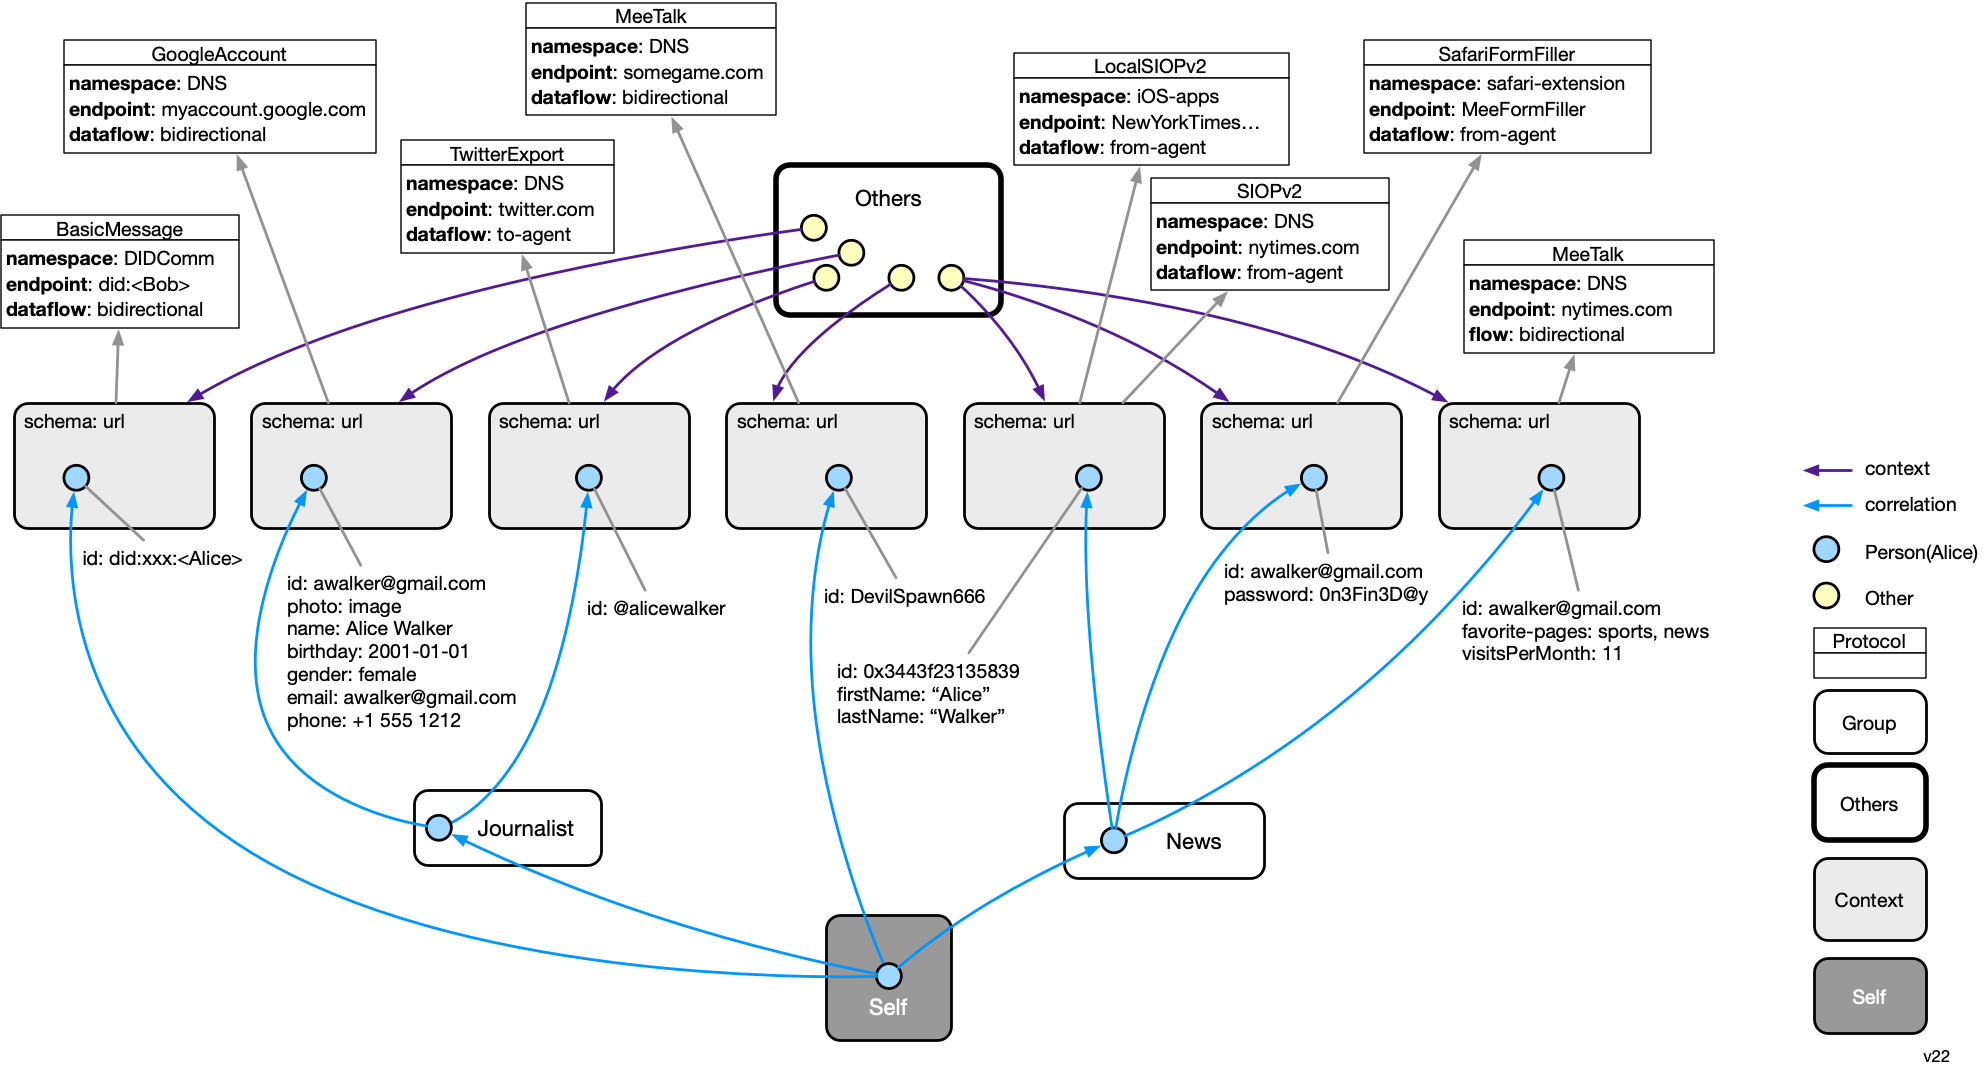 MeeTalk
namespace: DNS
endpoint: somegame.com
dataflow: bidirectional
GoogleAccount
namespace: DNS
endpoint: myaccount.google.com
dataflow: bidirectional
TwitterExport
namespace: DNS
endpoint: twitter.com
dataflow: to-agent
BasicMessage
namespace: DIDComm
endpoint: did:<Bob>
dataflow: bidirectional
Others
LocalSIOPv2
namespace: iOS-apps
endpoint: NewYorkTimes…
dataflow: from-agent
SIOPv2
namespace: DNS
endpoint: nytimes.com
dataflow: from-agent
SafariFormFiller
namespace: safari-extension
endpoint: MeeFormFiller
dataflow: from-agent
MeeTalk
namespace: DNS
endpoint: nytimes.com
flow: bidirectional
schema: url
schema: url
schema: url
schema: url
schema: url
schema: url
schema: url
id: did:xxx:<Alice>
id: awalker@gmail.com
photo: image
name: Alice Walker
birthday: 2001-01-01
gender: female
email: awalker@gmail.com
phone: +1 555 1212
id: @alicewalker
id: DevilSpawn666
id: 0x3443f23135839
firstName: “Alice”
lastName: “Walker”
id: awalker@gmail.com
password: 0n3Fin3D@y
id: awalker@gmail.com
favorite-pages: sports, news
visitsPerMonth: 11
Journalist
News
Self
context
correlation
Person(Alice)
Other
Protocol
Group
Others
Context
Self
v22